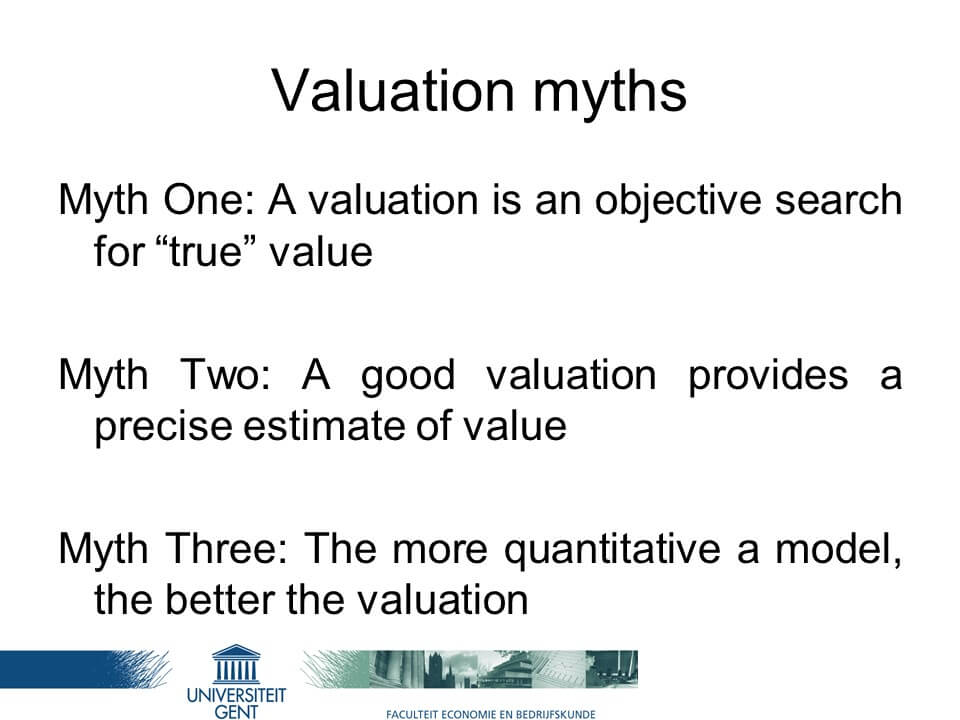 Valuation myths
Myth One: A valuation is an objective search
for “true” value
Myth Two: A good valuation provides a
precise estimate of value
Myth Three: The more quantitative a model,
the better the valuation
UNIVERSITEIT
GENT
FACULTEIT ECONOMIE EN BEDRIJFSKUNDE